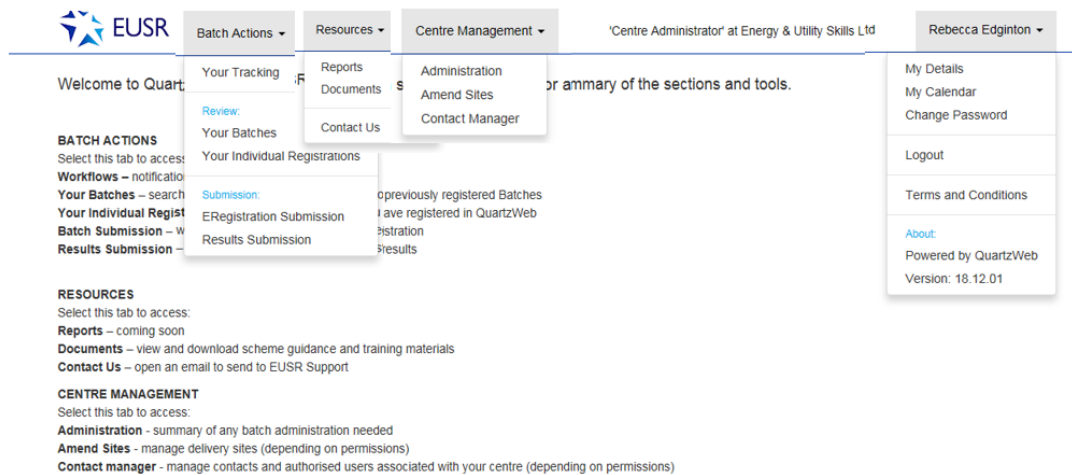 EUSR
Batch Actions
Resources
Centre Management
'Centre Administrator' at Energy & Utility Skills Ltd
Rebecca Edginton
Your Tracking
Review:
Your Batches
Your Individual Registrations
Submission:
ERegistration Submission
Results Submission
Reports
Documents
Contact Us
Administration
Amend Sites
Contact Manager
My Details
My Calendar
Change Password
Logout
Terms and Conditions
About:
Powered by QuartzWeb
Version: 18.12.01
Welcome to Quart
mmary of the sections and tools.
BATCH ACTIONS
Select this tab to access
Workflows – notificatio
Your Batches – search previously registered Batches
Your Individual Regist ave registered in QuartzWeb
Batch Submission – w istration
Results Submission – results
RESOURCES
Select this tab to access:
Reports – coming soon
Documents – view and download scheme guidance and training materials
Contact Us – open an email to send to EUSR Support
CENTRE MANAGEMENT
Select this tab to access:
Administration - summary of any batch administration needed
Amend Sites - manage delivery sites (depending on permissions)
Contact manager - manage contacts and authorised users associated with your centre (depending on permissions)